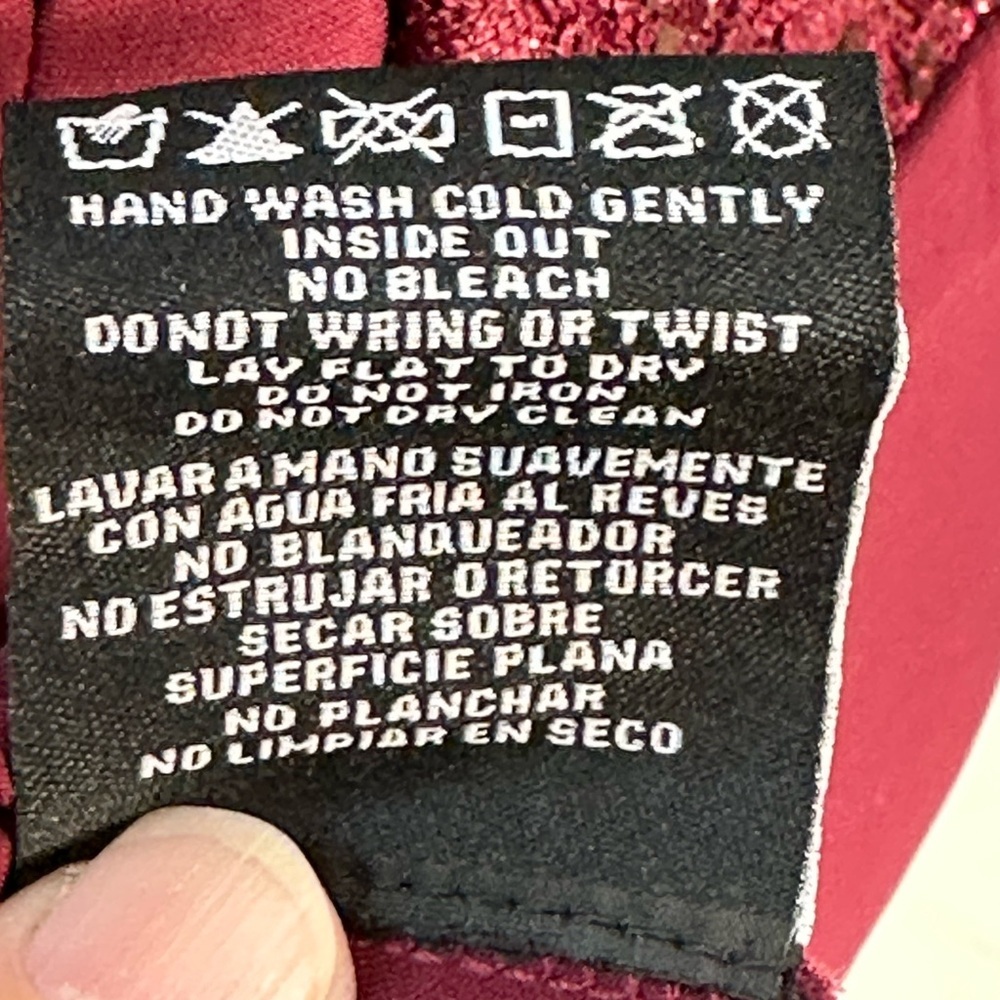 HAND WASH COLD GENTLY
INSIDE OUT
NO BLEACH
DO NOT WRING OR TWIST
LAY FLAT TO DRY
DO NOT IRON
DO NOT DRY CLEAN
LAVAR A MANO SUAVEMENTE
CON AGUA FRIA AL REVES
NO BLANQUEADOR
NO ESTRUJAR O RETORCER
SECAR SOBRE
SUPERFICIE PLANA
NO PLANCHAR
NO LIMPIAR EN SECO